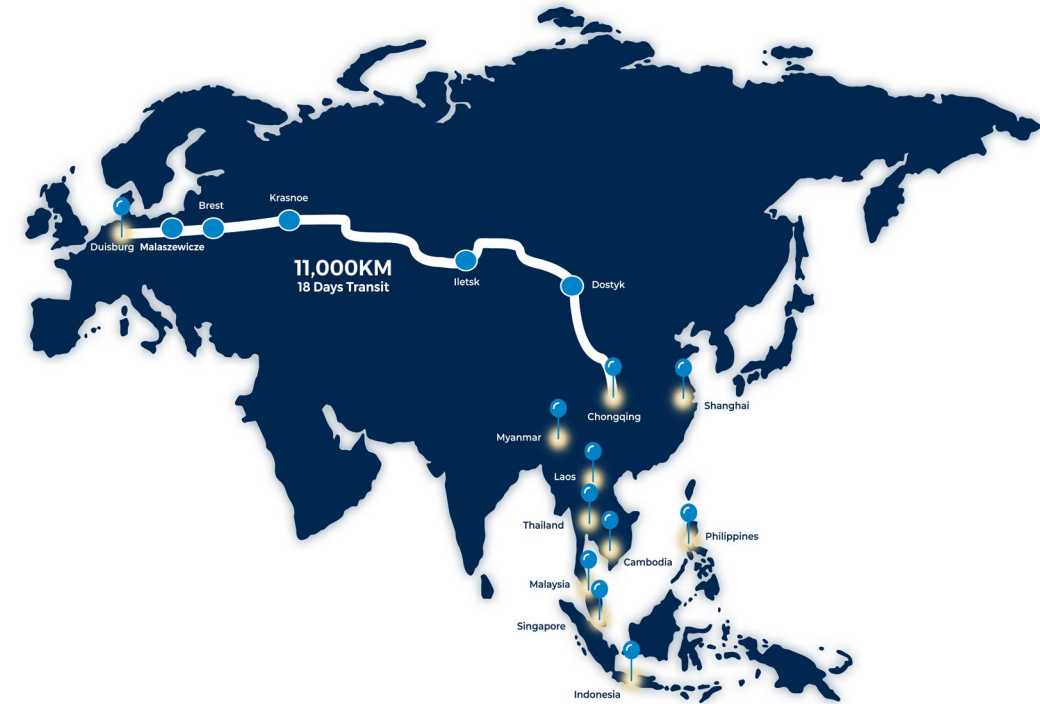 Krasnoe
Brest
Duisburg
Malaszewicze
11,000KM
18 Days Transit
Iletsk
Dostyk
Chongqing
Shanghai
Myanmar
Laos
Thailand
Philippines
Cambodia
Malaysia
Singapore
Indonesia